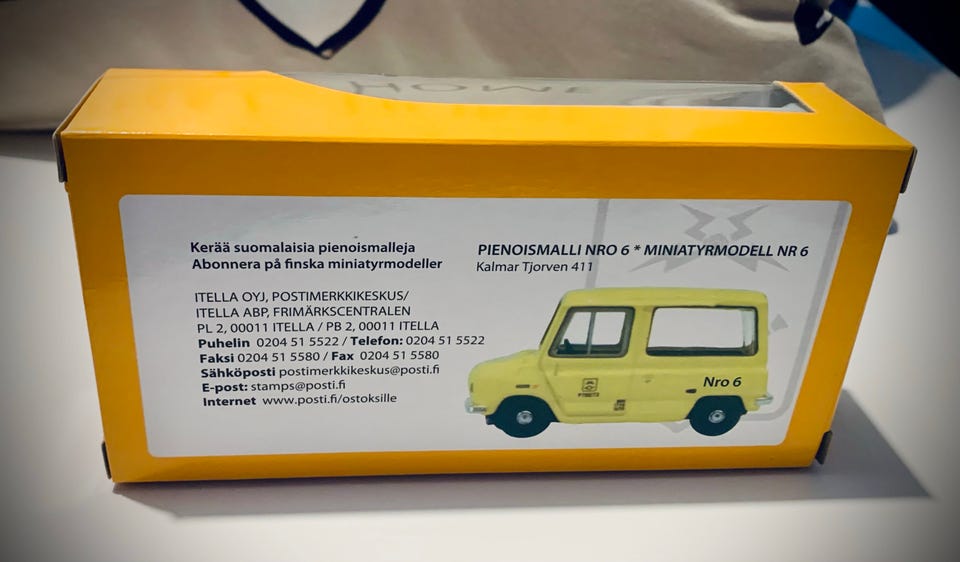 Kerää suomalaisia pienoismalleja
Abonnera på finska miniatyrmodeller
ITELLA OYJ, POSTIMERKKIKESKUS/
ITELLA ABP, FRIMÄRKSCENTRALEN
PL 2, 00011 ITELLA / PB 2, 00011 ITELLA
Puhelin 0204 51 5522 / Telefon: 0204 51 5522
Faksi 0204 51 5580 / Fax 0204 51 5580
Sähköposti postimerkkikeskus@posti.fi
E-post: stamps@posti.fi
Internet www.posti.fi/ostoksille
PIENOISMALLI NRO 6 * MINIATYRMODELL NR 6
Kalmar Tjorven 411
Nro 6